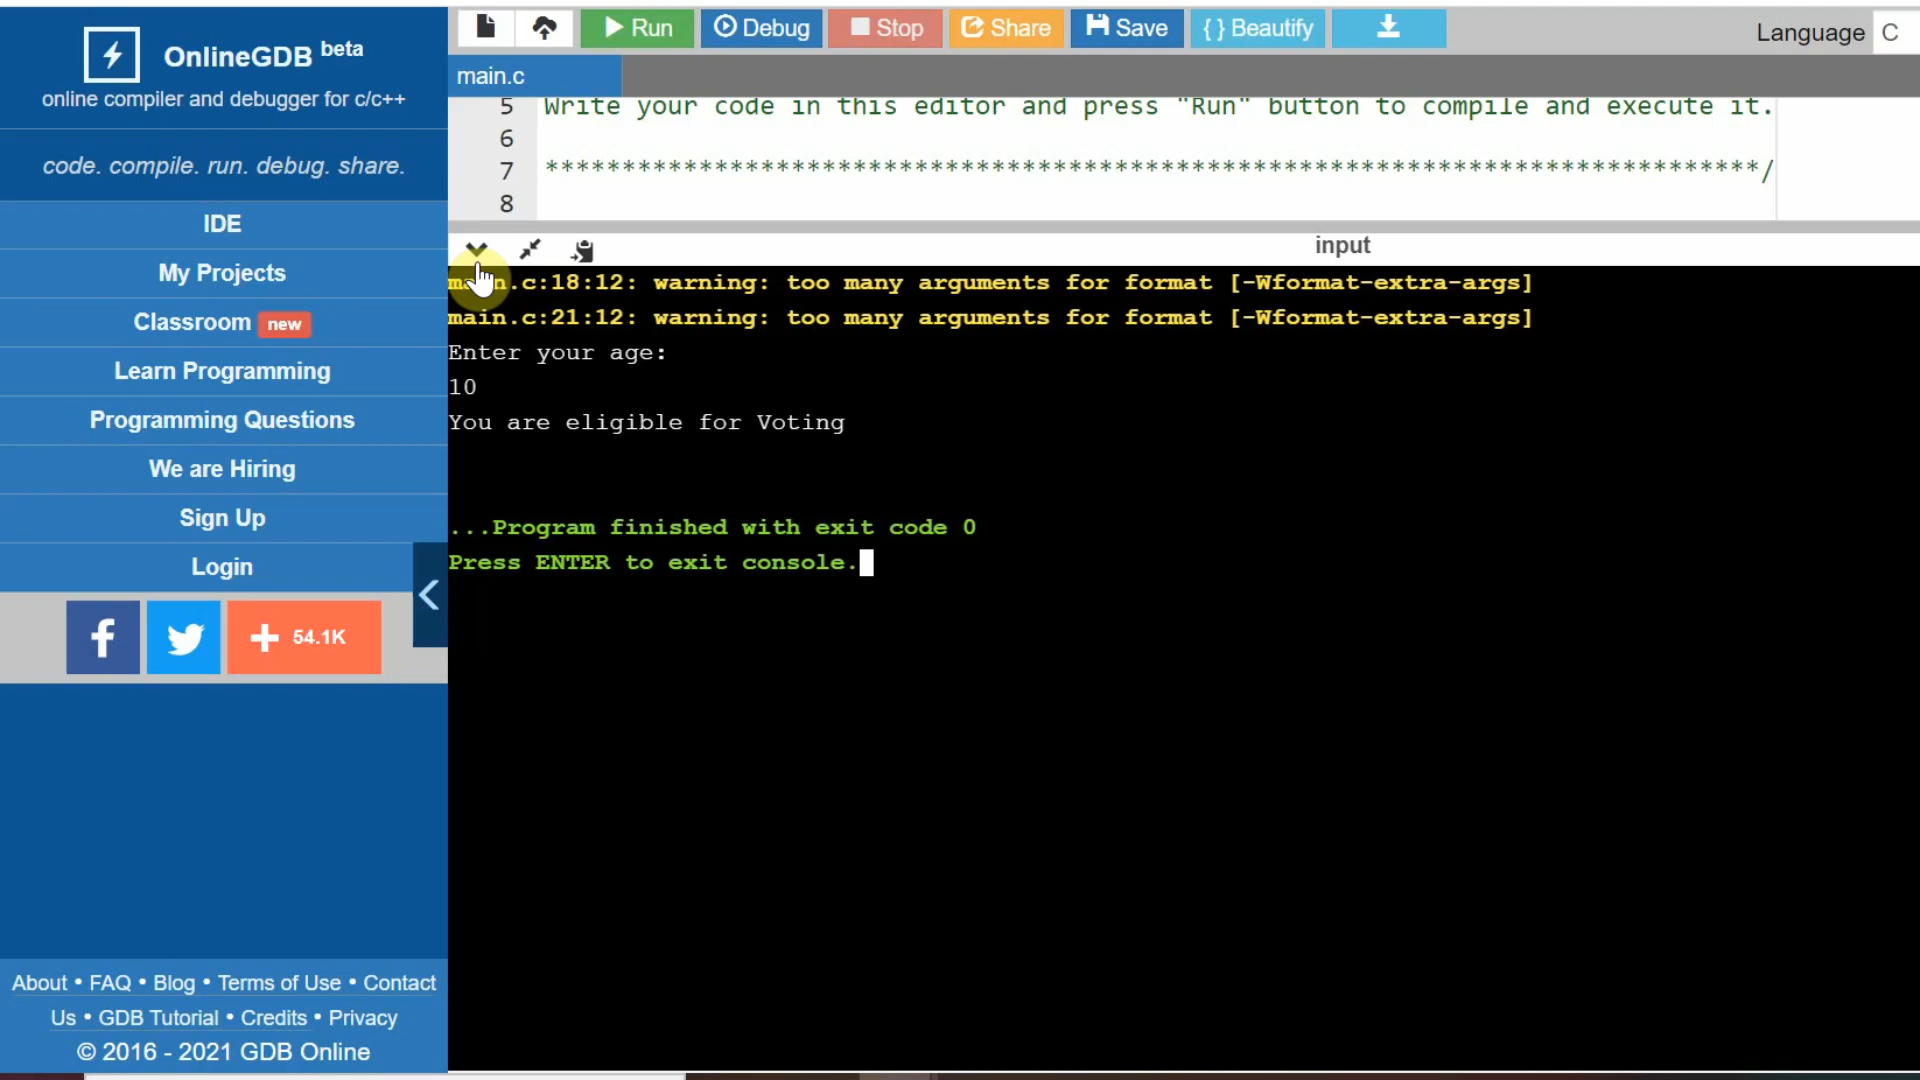 OnlineGDB beta
online compiler and debugger for c/c++
code. compile. run. debug. share.
IDE
My Projects
Classroom new
Learn Programming
Programming Questions
We are Hiring
Sign Up
Login
f
+ 54.1K
About • FAQ • Blog • Terms of Use • Contact
Us • GDB Tutorial • Credits • Privacy
© 2016 - 2021 GDB Online
Run Debug Stop Share Save { } Beautify
Language C
main.c
5 Write your code in this editor and press "Run" button to compile and execute it.
6
7 *******************************************************************************/
8
input
main.c:18:12: warning: too many arguments for format [-Wformat-extra-args]
main.c:21:12: warning: too many arguments for format [-Wformat-extra-args]
Enter your age:
10
You are eligible for Voting
...Program finished with exit code 0
Press ENTER to exit console.